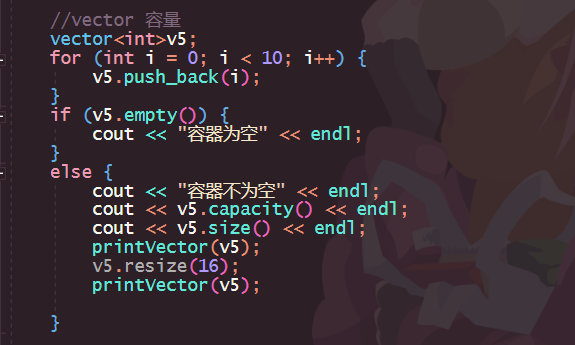 //vector 容量
vector<int>v5;
for (int i = 0; i < 10; i++) {
v5.push_back(i);
}
if (v5.empty()) {
cout << "容器为空" << endl;
}
else {
cout << "容器不为空" << endl;
cout << v5.capacity() << endl;
cout << v5.size() << endl;
printVector(v5);
v5.resize(16);
printVector(v5);
}